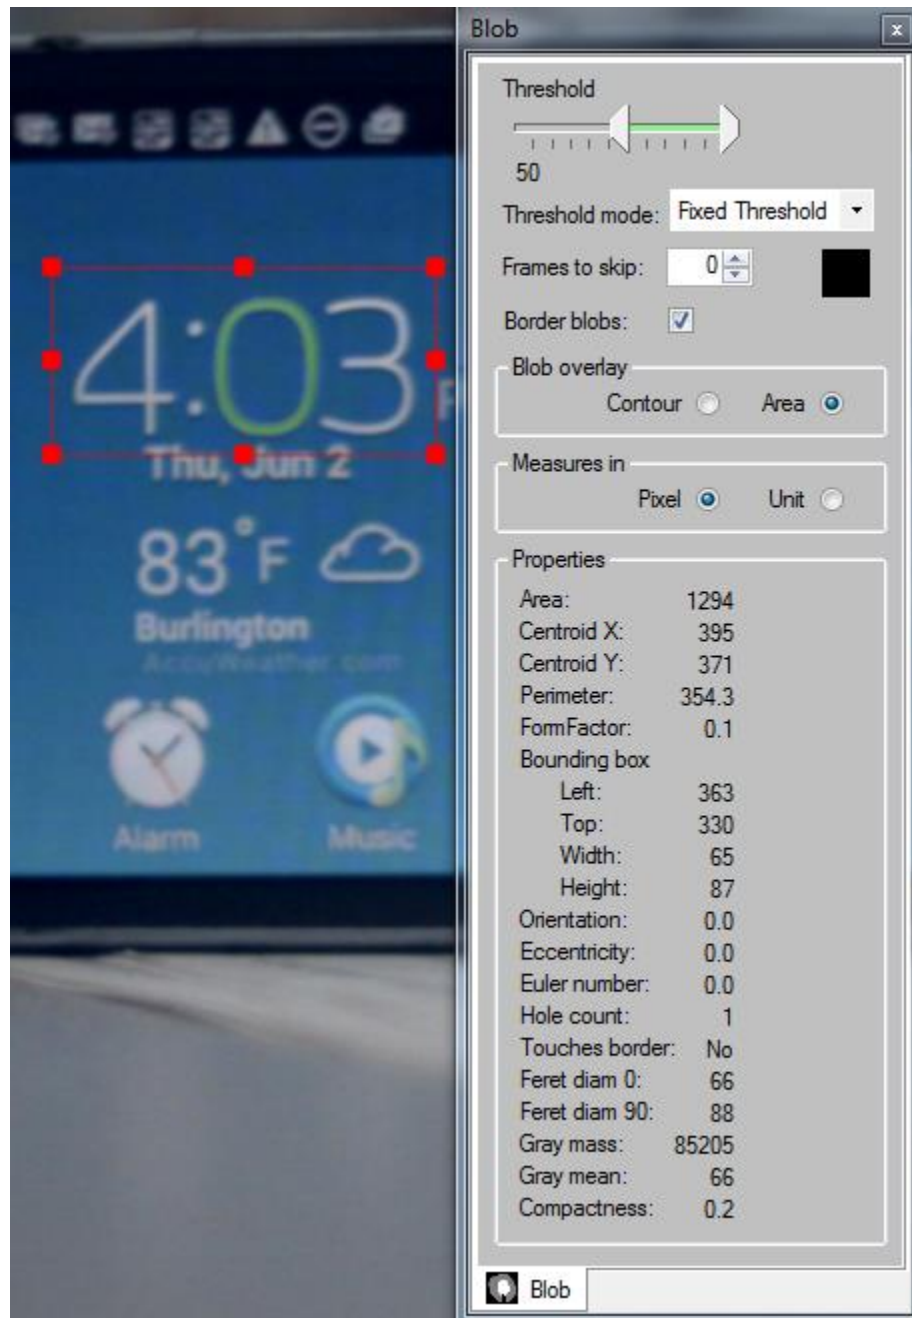 4:03
Thu, Jun 2
83°F
Burlington
AccuWeather.com
Alarm
Music
Blob
Threshold
50
Threshold mode: Fixed Threshold
Frames to skip: 0
Border blobs:
Blob overlay
Contour Area
Measures in
Pixel Unit
Properties
Area: 1294
Centroid X: 395
Centroid Y: 371
Perimeter: 354.3
FormFactor: 0.1
Bounding box
Left: 363
Top: 330
Width: 65
Height: 87
Orientation: 0.0
Eccentricity: 0.0
Euler number: 0.0
Hole count: 1
Touches border: No
Feret diam 0: 66
Feret diam 90: 88
Gray mass: 85205
Gray mean: 66
Compactness: 0.2
Blob